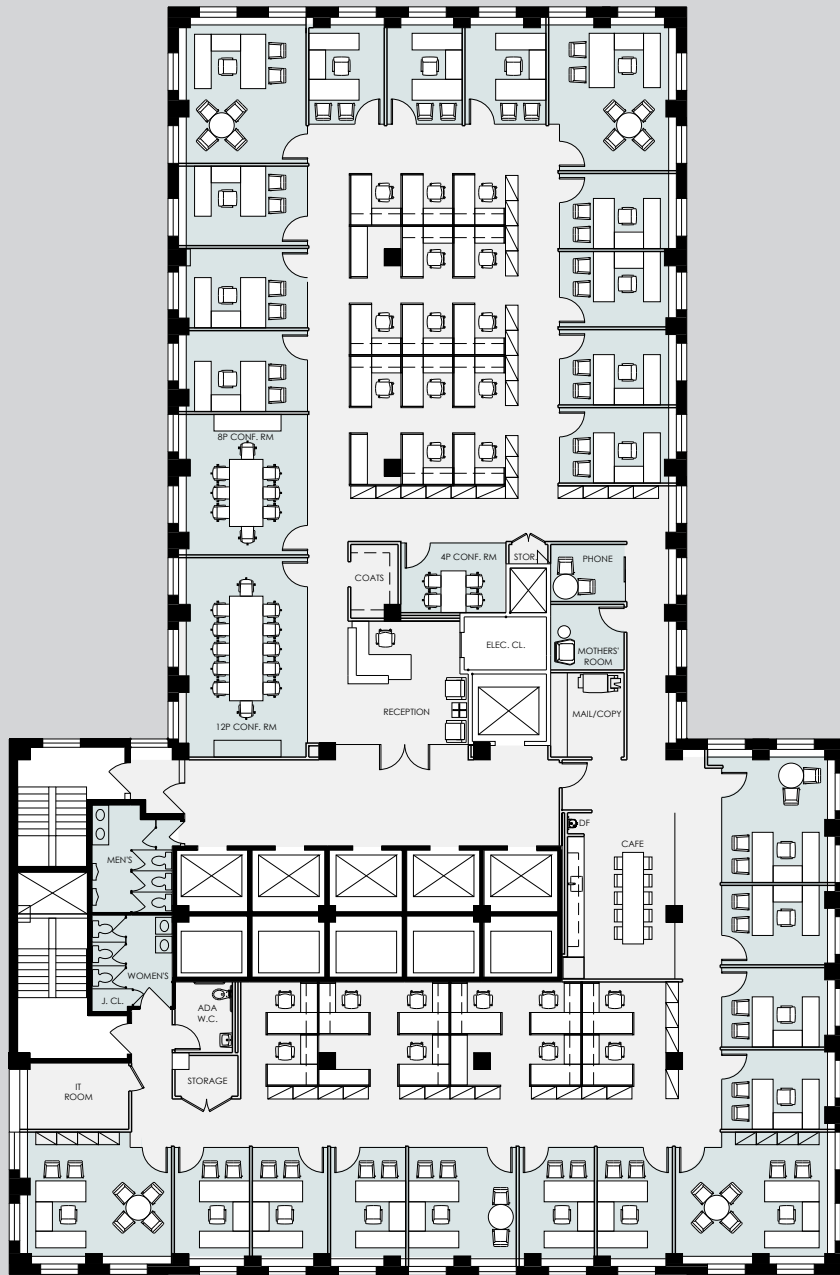 8P CONF. RM
4P CONF. RM
STOR.
PHONE
COATS
ELEC. CL.
MOTHERS'
ROOM
12P CONF. RM
RECEPTION
MAIL/COPY
DF
CAFE
MEN'S
WOMEN'S
J. CL.
ADA
W.C.
STORAGE
IT
ROOM